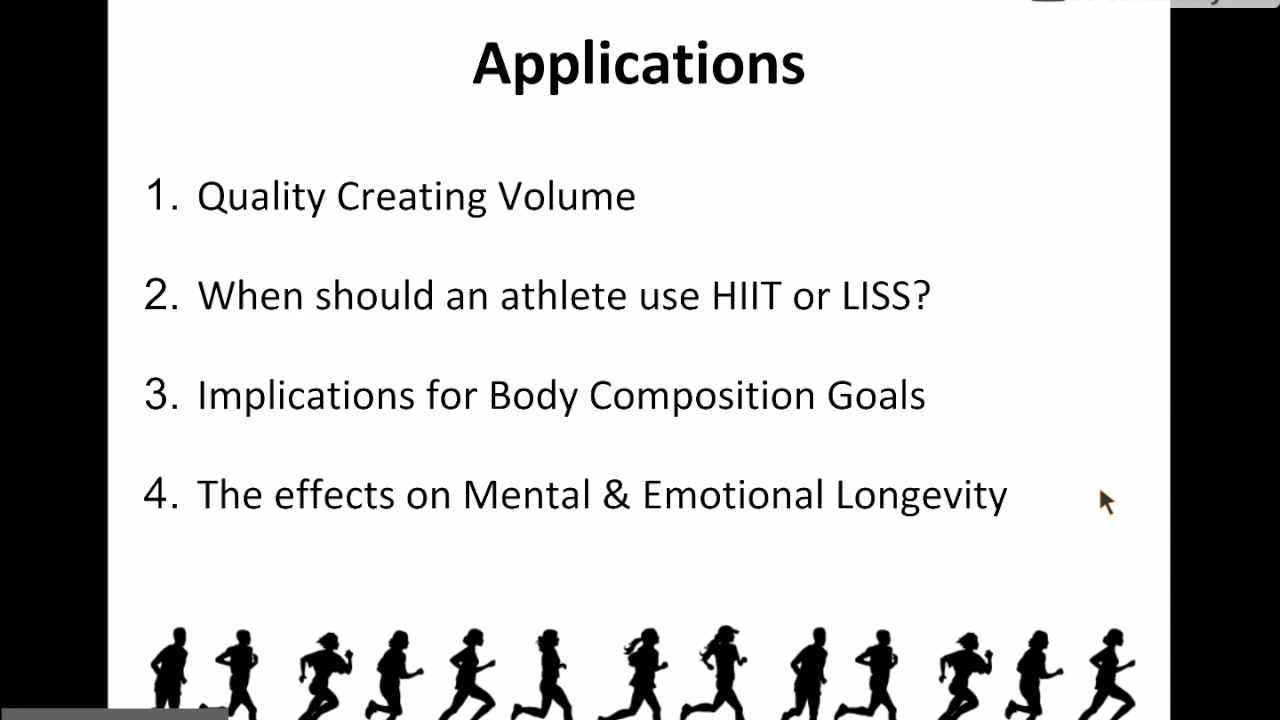 Applications
1. Quality Creating Volume
2. When should an athlete use HIIT or LISS?
3. Implications for Body Composition Goals
4. The effects on Mental & Emotional Longevity